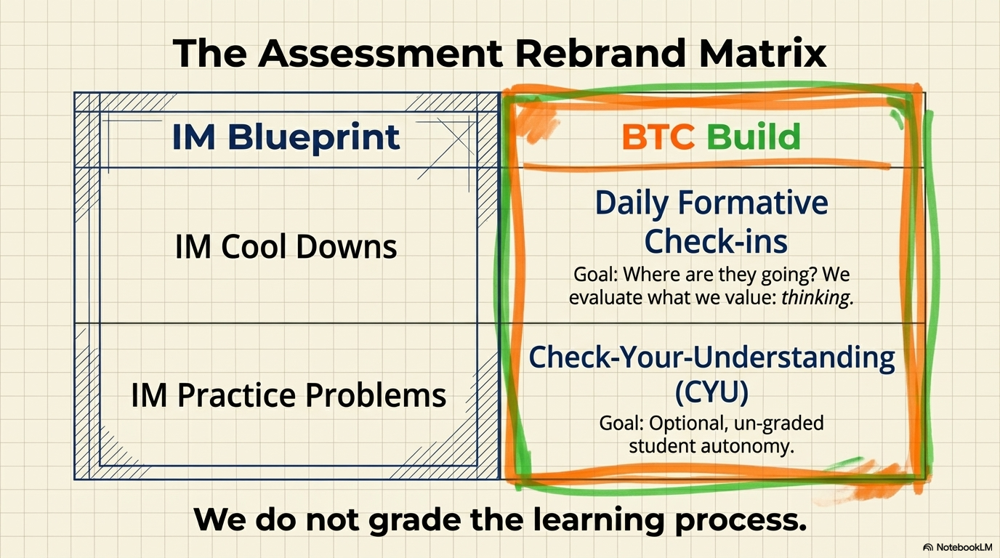 The Assessment Rebrand Matrix
IM Blueprint
BTC Build
IM Cool Downs
Daily Formative
Check-ins
Goal: Where are they going? We
evaluate what we value: thinking.
IM Practice Problems
Check-Your-Understanding
(CYU)
Goal: Optional, un-graded
student autonomy.
We do not grade the learning process.
NotebookLM